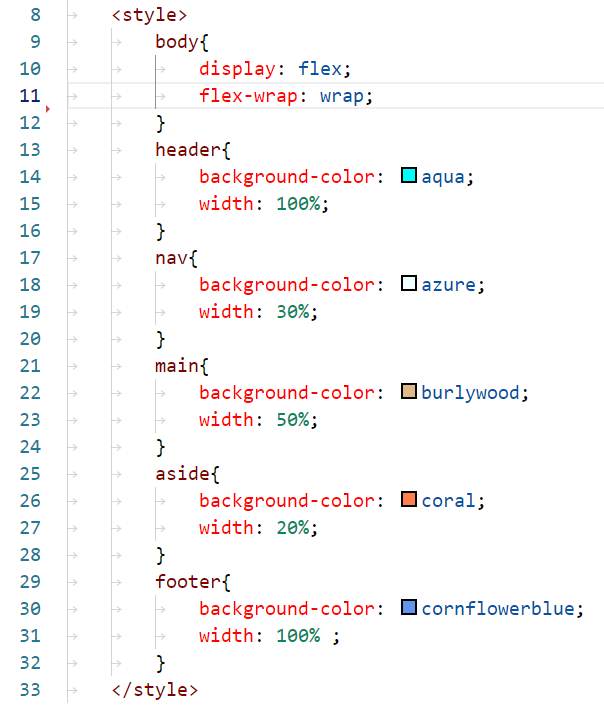 8 <style>
9 body{
10 display: flex;
11 flex-wrap: wrap;
12 }
13 header{
14 background-color: aqua;
15 width: 100%;
16 }
17 nav{
18 background-color: azure;
19 width: 30%;
20 }
21 main{
22 background-color: burlywood;
23 width: 50%;
24 }
25 aside{
26 background-color: coral;
27 width: 20%;
28 }
29 footer{
30 background-color: cornflowerblue;
31 width: 100% ;
32 }
33 </style>